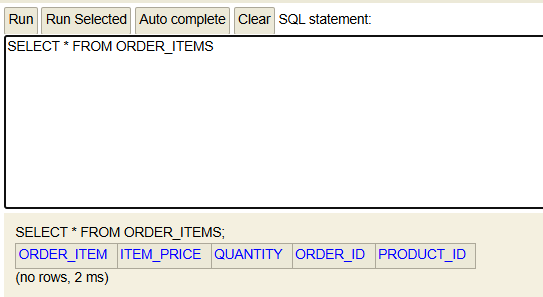 Run Run Selected Auto complete Clear SQL statement:
SELECT * FROM ORDER_ITEMS
SELECT * FROM ORDER_ITEMS;
ORDER_ITEM ITEM_PRICE QUANTITY ORDER_ID PRODUCT_ID
(no rows, 2 ms)